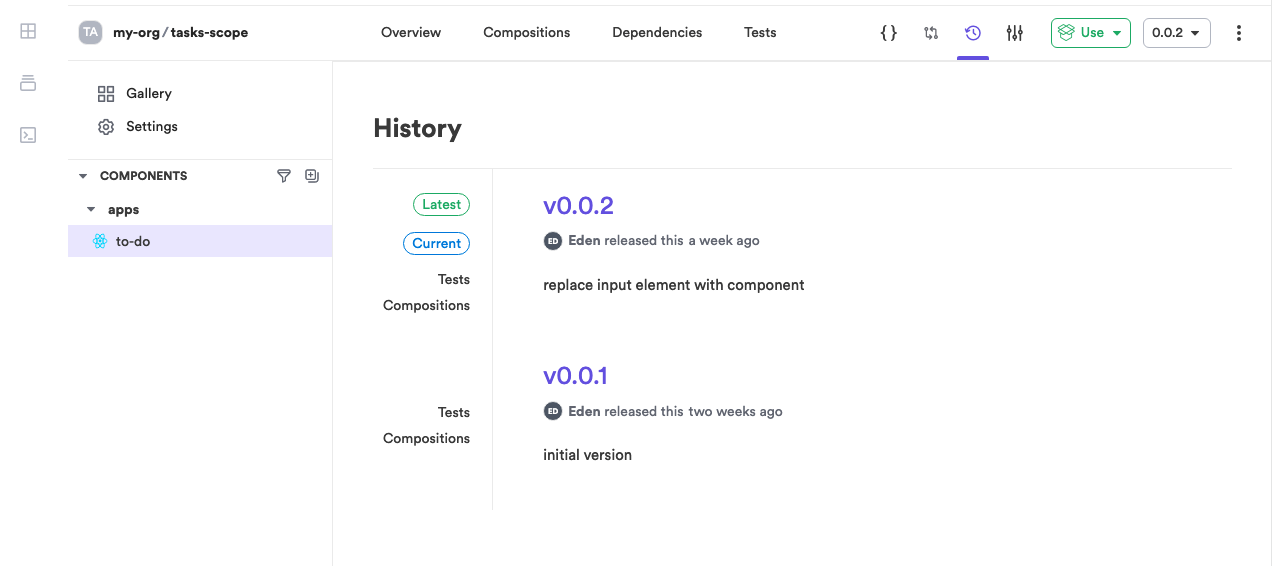 TA my-org/tasks-scope Overview Compositions Dependencies Tests { } Use 0.0.2
Gallery
Settings
COMPONENTS
apps
to-do
History
Latest
Current
Tests
Compositions
v0.0.2
ED Eden released this a week ago
replace input element with component
Tests
Compositions
v0.0.1
ED Eden released this two weeks ago
initial version